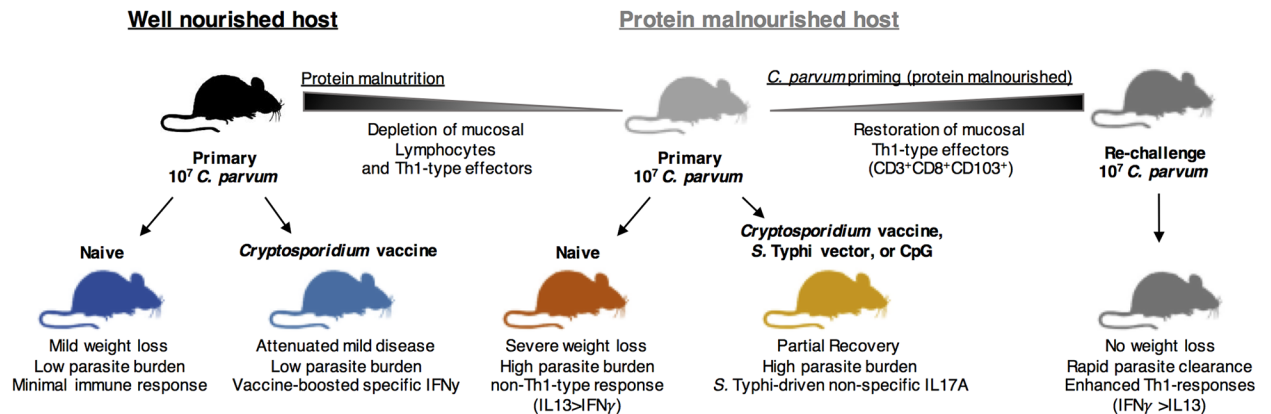 Well nourished host
Protein malnourished host
Protein malnutrition
Depletion of mucosal
Lymphocytes
and Th1-type effectors
C. parvum priming (protein malnourished)
Restoration of mucosal
Th1-type effectors
(CD3+CD8+CD103+)
Primary
10⁷ C. parvum
Primary
10⁷ C. parvum
Re-challenge
10⁷ C. parvum
Naive
Mild weight loss
Low parasite burden
Minimal immune response
Cryptosporidium vaccine
Attenuated mild disease
Low parasite burden
Vaccine-boosted specific IFNγ
Naive
Severe weight loss
High parasite burden
non-Th1-type response
(IL13>IFNγ)
Cryptosporidium vaccine,
S. Typhi vector, or CpG
Partial Recovery
High parasite burden
S. Typhi-driven non-specific IL17A
No weight loss
Rapid parasite clearance
Enhanced Th1-responses
(IFNγ >IL13)